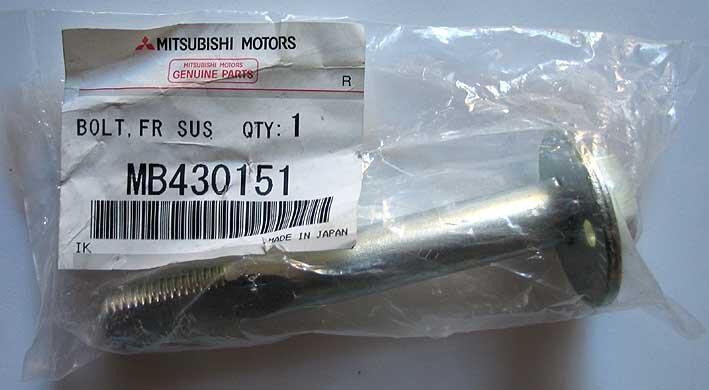 MITSUBISHI MOTORS
MITSUBISHI MOTORS
GENUINE PARTS
R
BOLT, FR SUS QTY: 1
MB430151
MADE IN JAPAN
IK